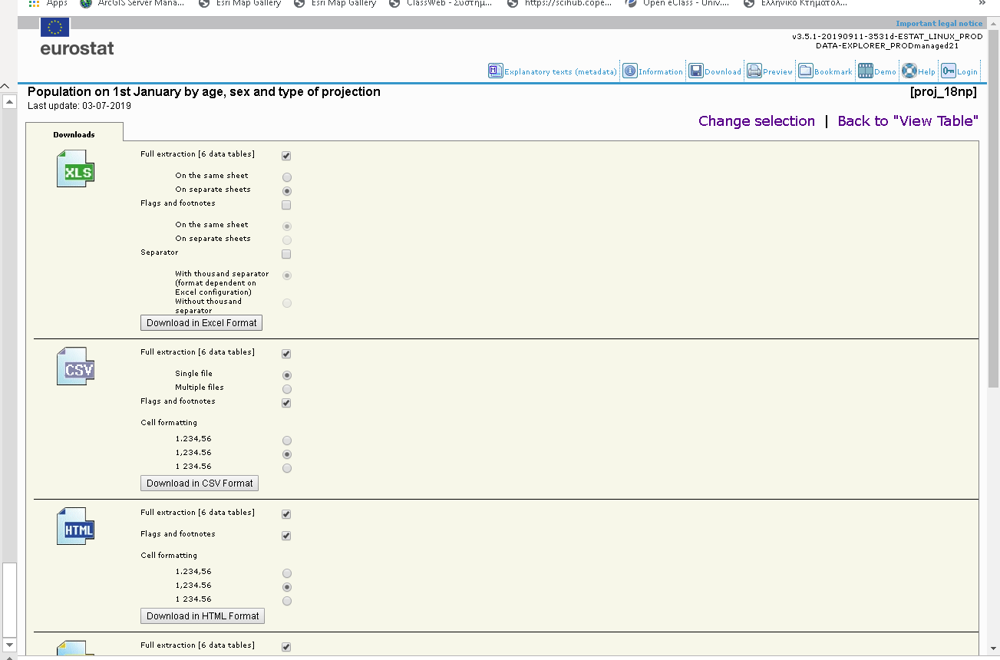 Apps ArcGIS Server Mana... Esri Map Gallery Esri Map Gallery ClassWeb - Συστημ... https://scihub.cope... Open eClass - Univ.... Ελληνικό Κτηματολ... »
Important legal notice
eurostat
v3.5.1-20190911-3531d-ESTAT_LINUX_PROD
DATA-EXPLORER_PRODmanaged21
Explanatory texts (metadata) Information Download Preview Bookmark Demo Help Login
Population on 1st January by age, sex and type of projection [proj_18np]
Last update: 03-07-2019
Change selection | Back to "View Table"
Downloads
XLS
Full extraction [6 data tables]
On the same sheet
On separate sheets
Flags and footnotes
On the same sheet
On separate sheets
Separator
With thousand separator
(format dependent on
Excel configuration)
Without thousand
separator
Download in Excel Format
CSV
Full extraction [6 data tables]
Single file
Multiple files
Flags and footnotes
Cell formatting
1.234,56
1,234.56
1 234.56
Download in CSV Format
HTML
Full extraction [6 data tables]
Flags and footnotes
Cell formatting
1.234,56
1,234.56
1 234.56
Download in HTML Format
Full extraction [6 data tables]